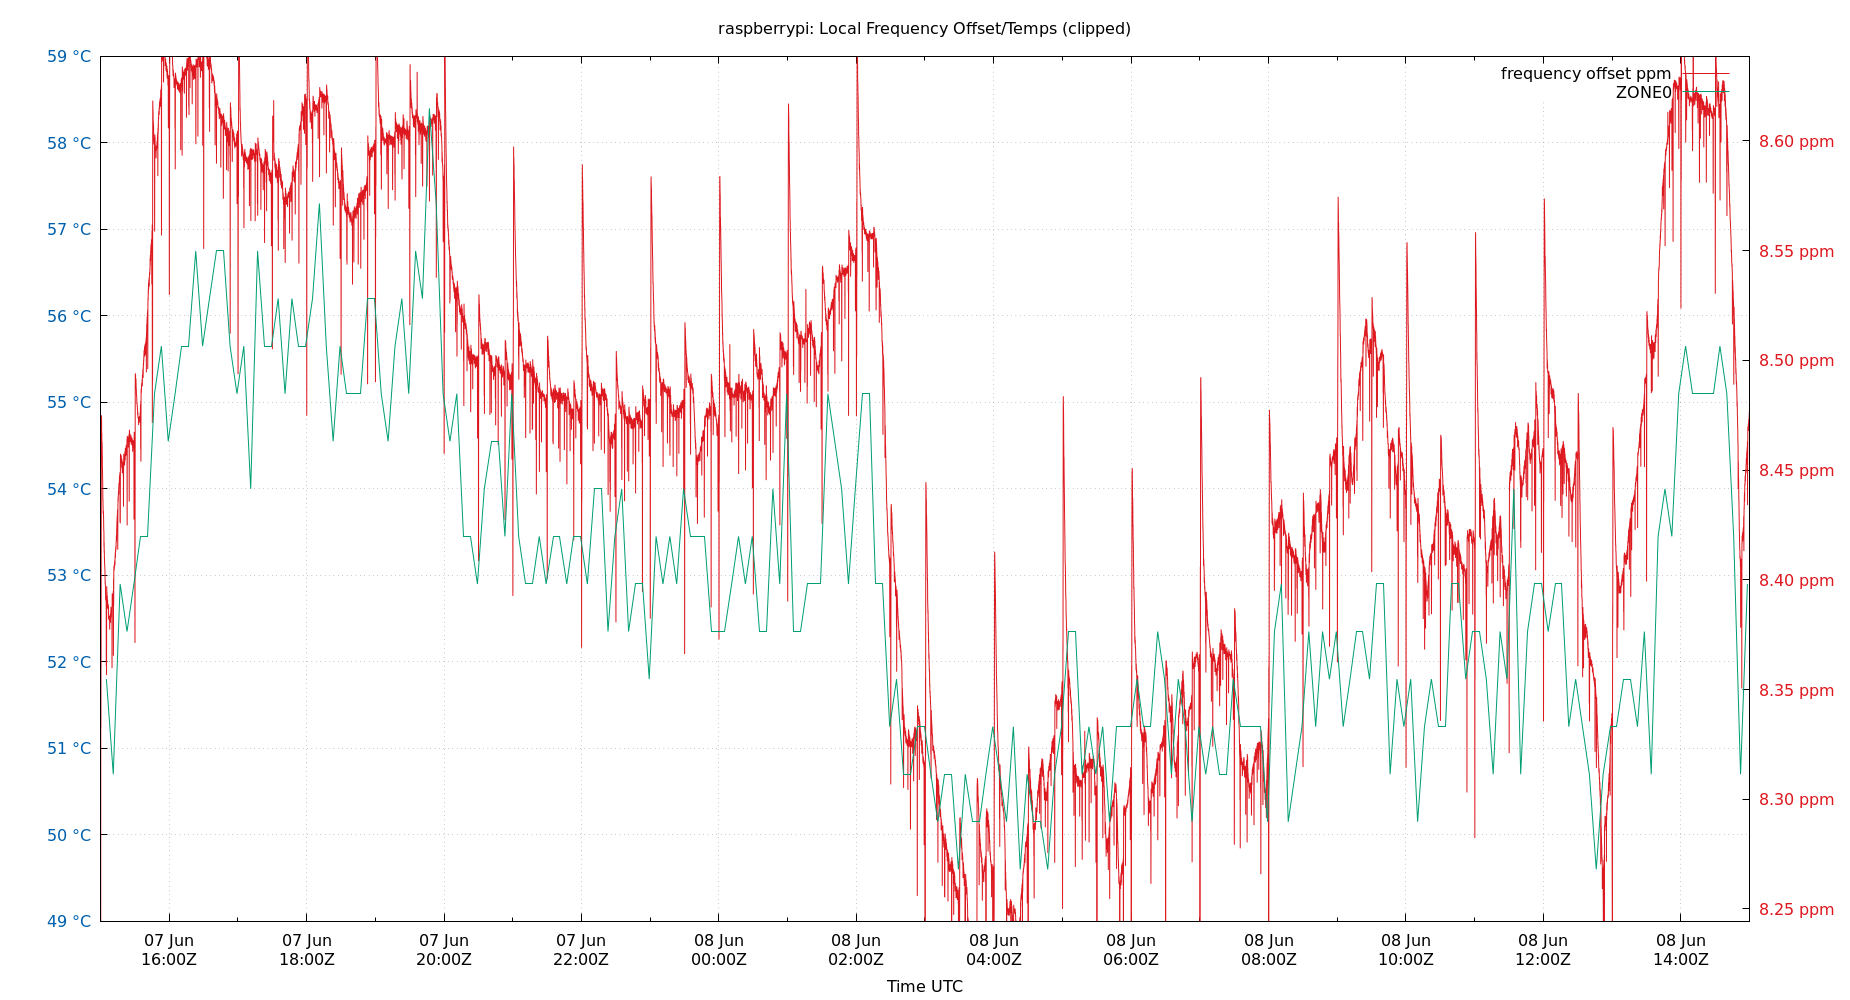 raspberrypi: Local Frequency Offset/Temps (clipped)
frequency offset ppm
ZONE0
59 °C
58 °C
57 °C
56 °C
55 °C
54 °C
53 °C
52 °C
51 °C
50 °C
49 °C
8.60 ppm
8.55 ppm
8.50 ppm
8.45 ppm
8.40 ppm
8.35 ppm
8.30 ppm
8.25 ppm
07 Jun 07 Jun 07 Jun 07 Jun 08 Jun 08 Jun 08 Jun 08 Jun 08 Jun 08 Jun 08 Jun 08 Jun
16:00Z 18:00Z 20:00Z 22:00Z 00:00Z 02:00Z 04:00Z 06:00Z 08:00Z 10:00Z 12:00Z 14:00Z
Time UTC